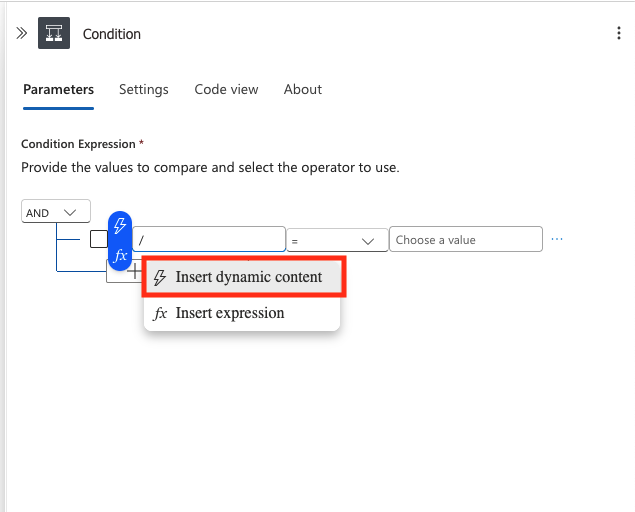 Condition
Parameters Settings Code view About
Condition Expression *
Provide the values to compare and select the operator to use.
AND
/ = Choose a value ...
fx
+
Insert dynamic content
fx Insert expression